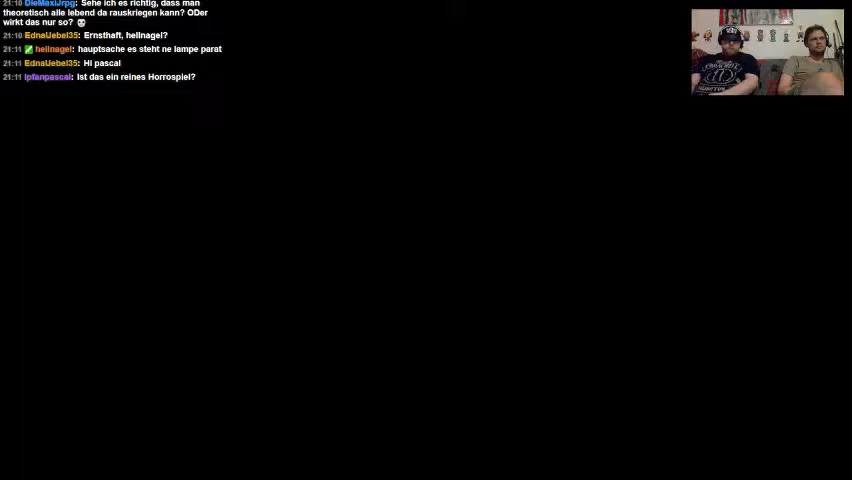 21:10 DieMaxiJrpg: Sehe ich es richtig, dass man
theoretisch alle lebend da rauskriegen kann? ODer
wirkt das nur so?
21:10 EdnaUebel35: Ernsthaft, hellnagel?
21:11 hellnagel: hauptsache es steht ne lampe parat
21:11 EdnaUebel35: Hi pascal
21:11 lpfanpascal: Ist das ein reines Horrospiel?